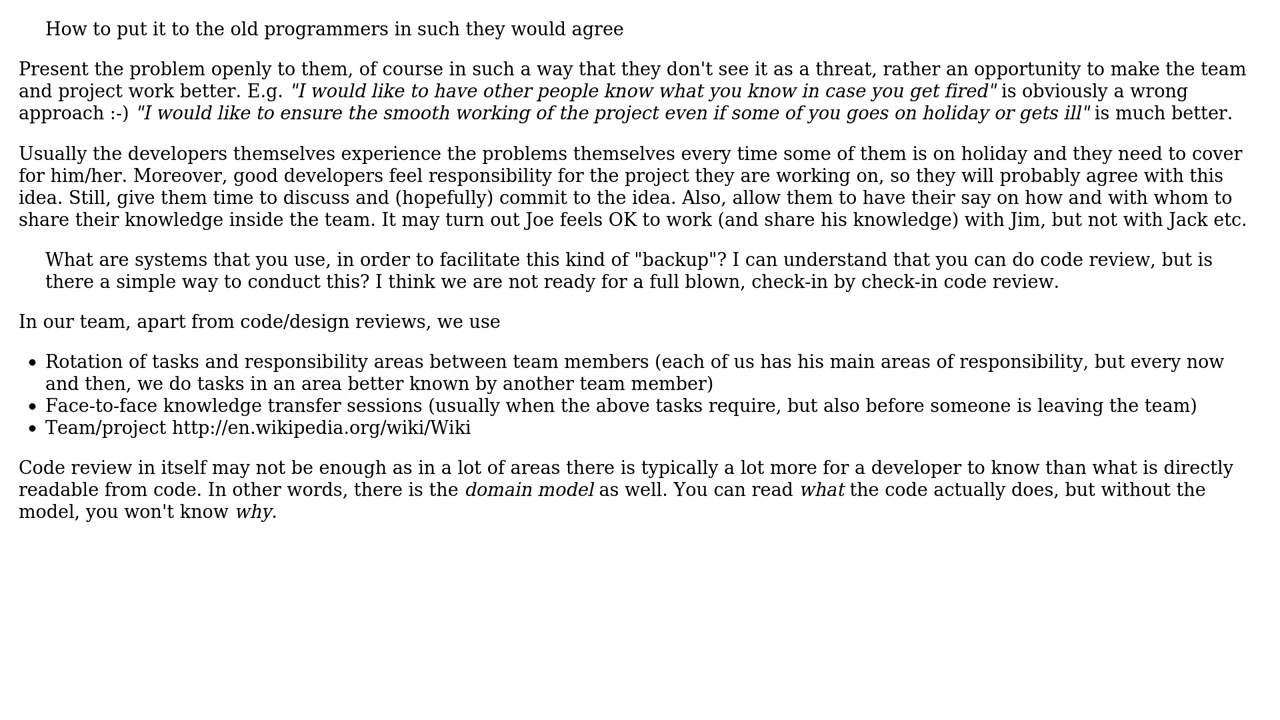 How to put it to the old programmers in such they would agree
Present the problem openly to them, of course in such a way that they don't see it as a threat, rather an opportunity to make the team
and project work better. E.g. "I would like to have other people know what you know in case you get fired" is obviously a wrong
approach :-) "I would like to ensure the smooth working of the project even if some of you goes on holiday or gets ill" is much better.
Usually the developers themselves experience the problems themselves every time some of them is on holiday and they need to cover
for him/her. Moreover, good developers feel responsibility for the project they are working on, so they will probably agree with this
idea. Still, give them time to discuss and (hopefully) commit to the idea. Also, allow them to have their say on how and with whom to
share their knowledge inside the team. It may turn out Joe feels OK to work (and share his knowledge) with Jim, but not with Jack etc.
What are systems that you use, in order to facilitate this kind of "backup"? I can understand that you can do code review, but is
there a simple way to conduct this? I think we are not ready for a full blown, check-in by check-in code review.
In our team, apart from code/design reviews, we use
• Rotation of tasks and responsibility areas between team members (each of us has his main areas of responsibility, but every now
and then, we do tasks in an area better known by another team member)
• Face-to-face knowledge transfer sessions (usually when the above tasks require, but also before someone is leaving the team)
• Team/project http://en.wikipedia.org/wiki/Wiki
Code review in itself may not be enough as in a lot of areas there is typically a lot more for a developer to know than what is directly
readable from code. In other words, there is the domain model as well. You can read what the code actually does, but without the
model, you won't know why.